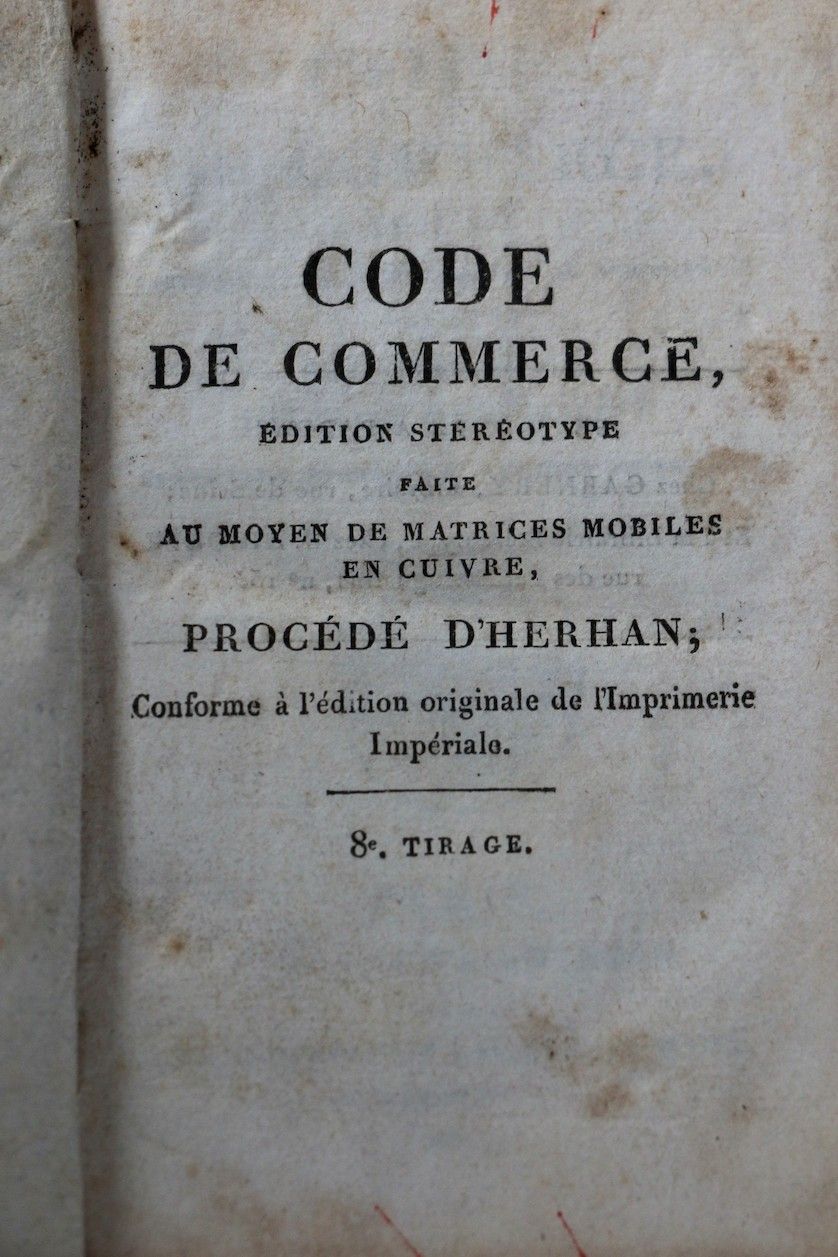 CODE
DE COMMERCE,
ÉDITION STÉRÉOTYPE
FAITE
AU MOYEN DE MATRICES MOBILES
EN CUIVRE,
PROCÉDÉ D'HERHAN;
Conforme à l'édition originale de l'Imprimerie
Impériale.
8e. TIRAGE.